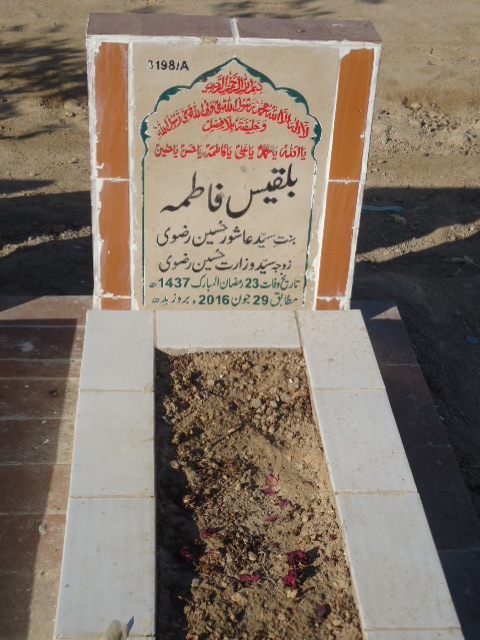 3198/A
بسم اللہ الرحمن الرحیم
لا الہ الا اللہ محمد رسول اللہ علی ولی اللہ وصی رسول اللہ
و خلیفتہ بلا فصل
یا اللہ یا محمد یا علی یا فاطمہ یا حسن یا حسین
بلقیس فاطمہ
بنت سید عاشور حسین رضوی
زوجہ سید وزارت حسین رضوی
تاریخ وفات 23 رمضان المبارک 1437ھ
مطابق 29 جون 2016ء بروز بدھ